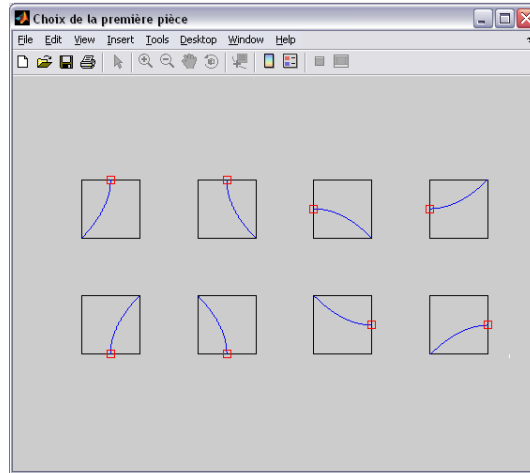 Choix de la première pièce
File Edit View Insert Tools Desktop Window Help